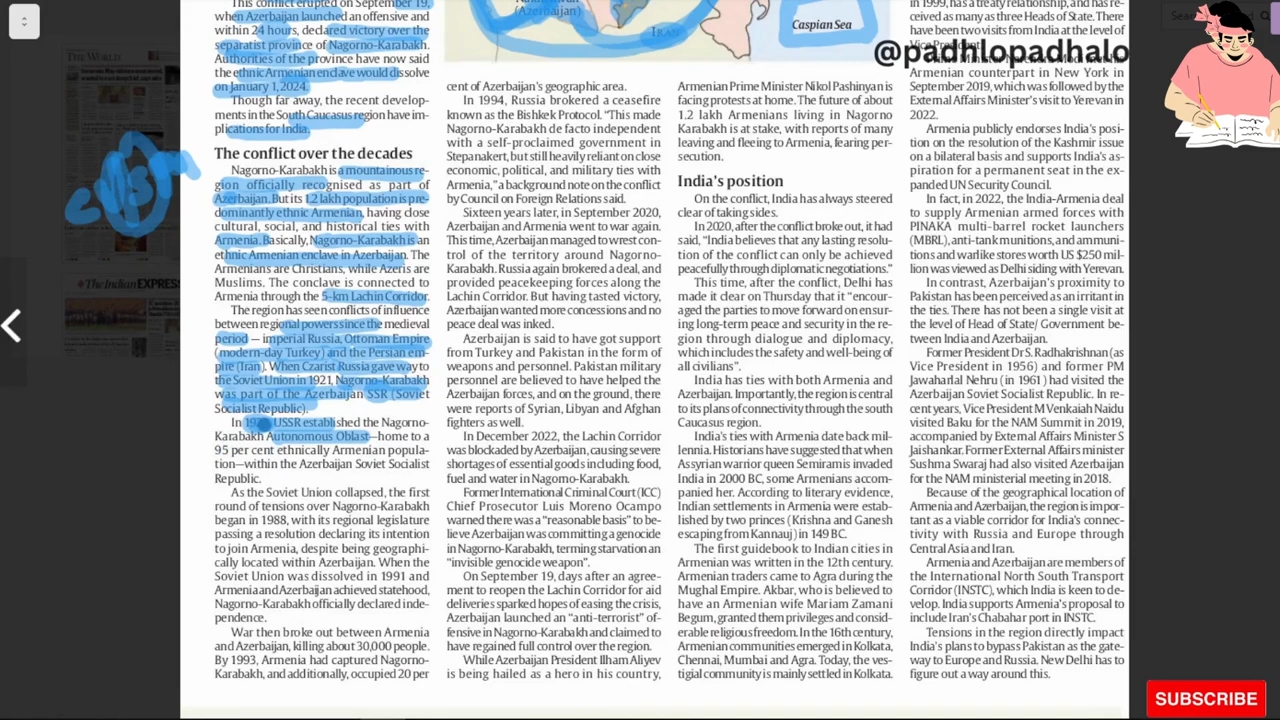 This conflict erupted on September 19,
when Azerbaijan launched an offensive and
within 24 hours, declared victory over the
separatist province of Nagorno-Karabakh.
Authorities of the province have now said
the ethnic Armenian enclave would dissolve
on January 1, 2024.
Though far away, the recent develop-
ments in the South Caucasus region have im-
plications for India.
The conflict over the decades
Nagorno-Karabakh is a mountainous re-
gion officially recognised as part of
Azerbaijan. But its 1.2 lakh population is pre-
dominantly ethnic Armenian, having close
cultural, social, and historical ties with
Armenia. Basically, Nagorno-Karabakh is an
ethnic Armenian enclave in Azerbaijan. The
Armenians are Christians, while Azeris are
Muslims. The conclave is connected to
Armenia through the 5-km Lachin Corridor.
The region has seen conflicts of influence
between regional powers since the medieval
period — imperial Russia, Ottoman Empire
(modern-day Turkey) and the Persian em-
pire (Iran). When Czarist Russia gave way to
the Soviet Union in 1921, Nagorno-Karabakh
was part of the Azerbaijan SSR (Soviet
Socialist Republic).
In USSR established the Nagorno-
Karabakh Autonomous Oblast—home to a
95 per cent ethnically Armenian popula-
tion—within the Azerbaijan Soviet Socialist
Republic.
As the Soviet Union collapsed, the first
round of tensions over Nagorno-Karabakh
began in 1988, with its regional legislature
passing a resolution declaring its intention
to join Armenia, despite being geographi-
cally located within Azerbaijan. When the
Soviet Union was dissolved in 1991 and
Armenia and Azerbaijan achieved statehood,
Nagorno-Karabakh officially declared inde-
pendence.
War then broke out between Armenia
and Azerbaijan, killing about 30,000 people.
By 1993, Armenia had captured Nagorno-
Karabakh, and additionally, occupied 20 per
(Azerbaijan)
IRAN
Caspian Sea
cent of Azerbaijan's geographic area.
In 1994, Russia brokered a ceasefire
known as the Bishkek Protocol. "This made
Nagorno-Karabakh de facto independent
with a self-proclaimed government in
Stepanakert, but still heavily reliant on close
economic, political, and military ties with
Armenia," a background note on the conflict
by Council on Foreign Relations said.
Sixteen years later, in September 2020,
Azerbaijan and Armenia went to war again.
This time, Azerbaijan managed to wrest con-
trol of the territory around Nagorno-
Karabakh. Russia again brokered a deal, and
provided peacekeeping forces along the
Lachin Corridor. But having tasted victory,
Azerbaijan wanted more concessions and no
peace deal was inked.
Azerbaijan is said to have got support
from Turkey and Pakistan in the form of
weapons and personnel. Pakistan military
personnel are believed to have helped the
Azerbaijan forces, and on the ground, there
were reports of Syrian, Libyan and Afghan
fighters as well.
In December 2022, the Lachin Corridor
was blockaded by Azerbaijan, causing severe
shortages of essential goods including food,
fuel and water in Nagorno-Karabakh.
Former International Criminal Court (ICC)
Chief Prosecutor Luis Moreno Ocampo
warned there was a "reasonable basis" to be-
lieve Azerbaijan was committing a genocide
in Nagorno-Karabakh, terming starvation an
"invisible genocide weapon".
On September 19, days after an agree-
ment to reopen the Lachin Corridor for aid
deliveries sparked hopes of easing the crisis,
Azerbaijan launched an "anti-terrorist" of-
fensive in Nagorno-Karabakh and claimed to
have regained full control over the region.
While Azerbaijan President Ilham Aliyev
is being hailed as a hero in his country,
Armenian Prime Minister Nikol Pashinyan is
facing protests at home. The future of about
1.2 lakh Armenians living in Nagorno
Karabakh is at stake, with reports of many
leaving and fleeing to Armenia, fearing per-
secution.
India's position
On the conflict, India has always steered
clear of taking sides.
In 2020, after the conflict broke out, it had
said, "India believes that any lasting resolu-
tion of the conflict can only be achieved
peacefully through diplomatic negotiations."
This time, after the conflict, Delhi has
made it clear on Thursday that it "encour-
aged the parties to move forward on ensur-
ing long-term peace and security in the re-
gion through dialogue and diplomacy,
which includes the safety and well-being of
all civilians".
India has ties with both Armenia and
Azerbaijan. Importantly, the region is central
to its plans of connectivity through the south
Caucasus region.
India's ties with Armenia date back mil-
lennia. Historians have suggested that when
Assyrian warrior queen Semiramis invaded
India in 2000 BC, some Armenians accom-
panied her. According to literary evidence,
Indian settlements in Armenia were estab-
lished by two princes (Krishna and Ganesh
escaping from Kannauj) in 149 BC.
The first guidebook to Indian cities in
Armenian was written in the 12th century.
Armenian traders came to Agra during the
Mughal Empire. Akbar, who is believed to
have an Armenian wife Mariam Zamani
Begum, granted them privileges and consid-
erable religious freedom. In the 16th century,
Armenian communities emerged in Kolkata,
Chennai, Mumbai and Agra. Today, the ves-
tigial community is mainly settled in Kolkata.
in 1999, has a treaty relationship, and has re-
ceived as many as three Heads of State. There
have been two visits from India at the level of
Vice President.
@padhlopadhalo
Armenian counterpart in New York in
September 2019, which was followed by the
External Affairs Minister's visit to Yerevan in
2022.
Armenia publicly endorses India's posi-
tion on the resolution of the Kashmir issue
on a bilateral basis and supports India's as-
piration for a permanent seat in the ex-
panded UN Security Council.
In fact, in 2022, the India-Armenia deal
to supply Armenian armed forces with
PINAKA multi-barrel rocket launchers
(MBRL), anti-tank munitions, and ammuni-
tions and warlike stores worth US $250 mil-
lion was viewed as Delhi siding with Yerevan.
In contrast, Azerbaijan's proximity to
Pakistan has been perceived as an irritant in
the ties. There has not been a single visit at
the level of Head of State/ Government be-
tween India and Azerbaijan.
Former President Dr S. Radhakrishnan (as
Vice President in 1956) and former PM
Jawaharlal Nehru (in 1961) had visited the
Azerbaijan Soviet Socialist Republic. In re-
cent years, Vice President M Venkaiah Naidu
visited Baku for the NAM Summit in 2019,
accompanied by External Affairs Minister S
Jaishankar. Former External Affairs minister
Sushma Swaraj had also visited Azerbaijan
for the NAM ministerial meeting in 2018.
Because of the geographical location of
Armenia and Azerbaijan, the region is impor-
tant as a viable corridor for India's connec-
tivity with Russia and Europe through
Central Asia and Iran.
Armenia and Azerbaijan are members of
the International North South Transport
Corridor (INSTC), which India is keen to de-
velop. India supports Armenia's proposal to
include Iran's Chabahar port in INSTC.
Tensions in the region directly impact
India's plans to bypass Pakistan as the gate-
way to Europe and Russia. New Delhi has to
figure out a way around this.
THE WORLD
The Indian EXPRESS
SUBSCRIBE